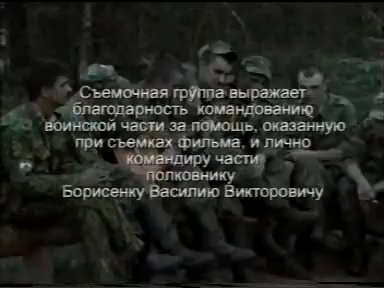 Съемочная группа выражает
благодарность командованию
воинской части за помощь, оказанную
при съемках фильма, и лично
командиру части
полковнику
Борисенку Василию Викторовичу